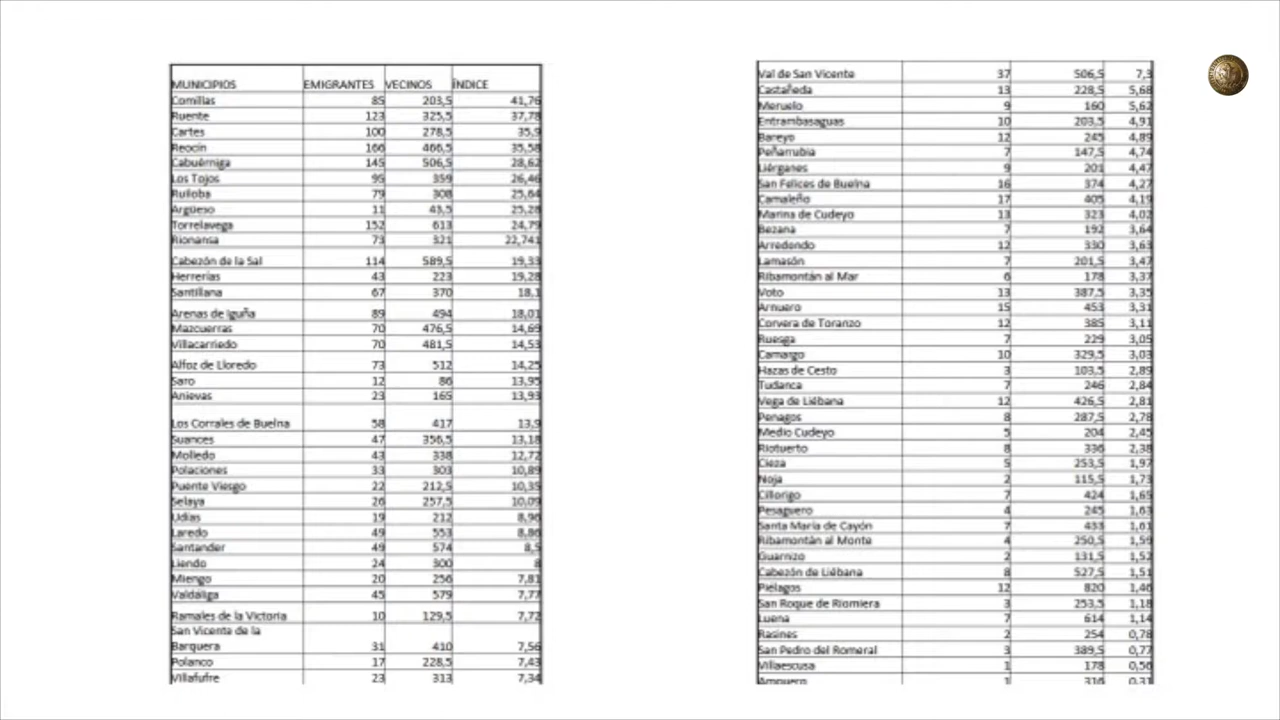 MUNICIPIOS EMIGRANTES VECINOS ÍNDICE
Comillas 85 203,5 41,76
Ruente 123 325,5 37,78
Cartes 100 278,5 35,9
Reocín 166 466,5 35,58
Cabuérniga 145 506,5 28,62
Los Tojos 95 359 26,46
Ruiloba 79 308 25,64
Argüeso 11 43,5 25,28
Torrelavega 152 613 24,79
Rionansa 73 321 22,741
Cabezón de la Sal 114 589,5 19,33
Herrerías 43 223 19,28
Santillana 67 370 18,1
Arenas de Iguña 89 494 18,01
Mazcuerras 70 476,5 14,69
Villacarriedo 70 481,5 14,53
Alfoz de Lloredo 73 512 14,25
Saro 12 86 13,95
Anievas 23 165 13,93
Los Corrales de Buelna 58 417 13,9
Suances 47 356,5 13,18
Molledo 43 338 12,72
Polaciones 33 303 10,89
Puente Viesgo 22 212,5 10,35
Selaya 26 257,5 10,09
Udías 19 212 8,96
Laredo 49 553 8,86
Santander 49 574 8,5
Liendo 24 300 8
Miengo 20 256 7,81
Valdáliga 45 579 7,77
Ramales de la Victoria 10 129,5 7,72
San Vicente de la
Barquera 31 410 7,56
Polanco 17 228,5 7,43
Villafufre 23 313 7,34
Val de San Vicente 37 506,5 7,3
Castañeda 13 228,5 5,68
Meruelo 9 160 5,62
Entrambasaguas 10 203,5 4,91
Bareyo 12 245 4,89
Peñarrubia 7 147,5 4,74
Liérganes 9 201 4,47
San Felices de Buelna 16 374 4,27
Camaleño 17 405 4,19
Marina de Cudeyo 13 323 4,02
Bezana 7 192 3,64
Arredondo 12 330 3,63
Lamasón 7 201,5 3,47
Ribamontán al Mar 6 178 3,37
Voto 13 387,5 3,35
Arnuero 15 453 3,31
Corvera de Toranzo 12 385 3,11
Ruesga 7 229 3,05
Camargo 10 329,5 3,03
Hazas de Cesto 3 103,5 2,89
Tudanca 7 246 2,84
Vega de Liébana 12 426,5 2,81
Penagos 8 287,5 2,78
Medio Cudeyo 5 204 2,45
Riotuerto 8 336 2,38
Cieza 5 253,5 1,97
Noja 2 115,5 1,73
Cillorigo 7 424 1,65
Pesaguero 4 245 1,63
Santa María de Cayón 7 433 1,61
Ribamontán al Monte 4 250,5 1,59
Guarnizo 2 131,5 1,52
Cabezón de Liébana 8 527,5 1,51
Piélagos 12 820 1,46
San Roque de Riomiera 3 253,5 1,18
Luena 7 614 1,14
Rasines 2 254 0,78
San Pedro del Romeral 3 389,5 0,77
Villaescusa 1 178 0,56
Ampuero 1 316 0,31